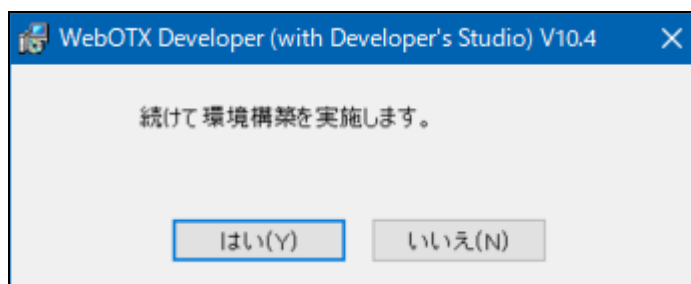 WebOTX Developer (with Developer's Studio) V10.4
続けて環境構築を実施します。
はい(Y) いいえ(N)